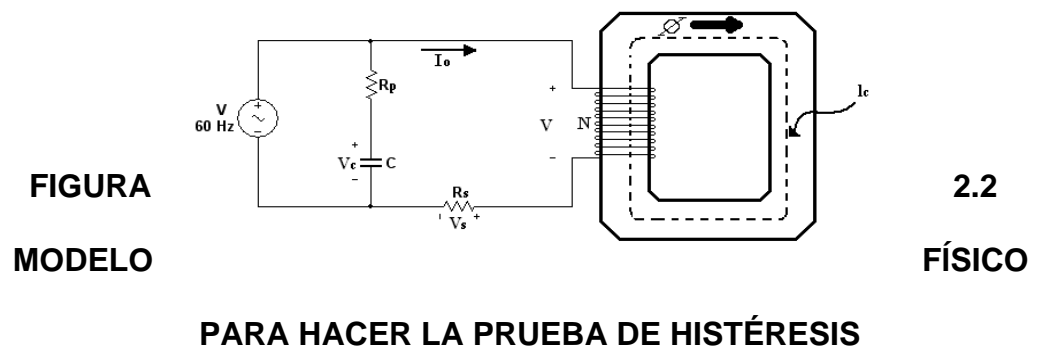 Ø
Io
Rp
lc
V
60 Hz
+
~
−
+
V
−
N
+
Vc
−
C
Rs
- Vs +
FIGURA 2.2
MODELO FÍSICO
PARA HACER LA PRUEBA DE HISTÉRESIS